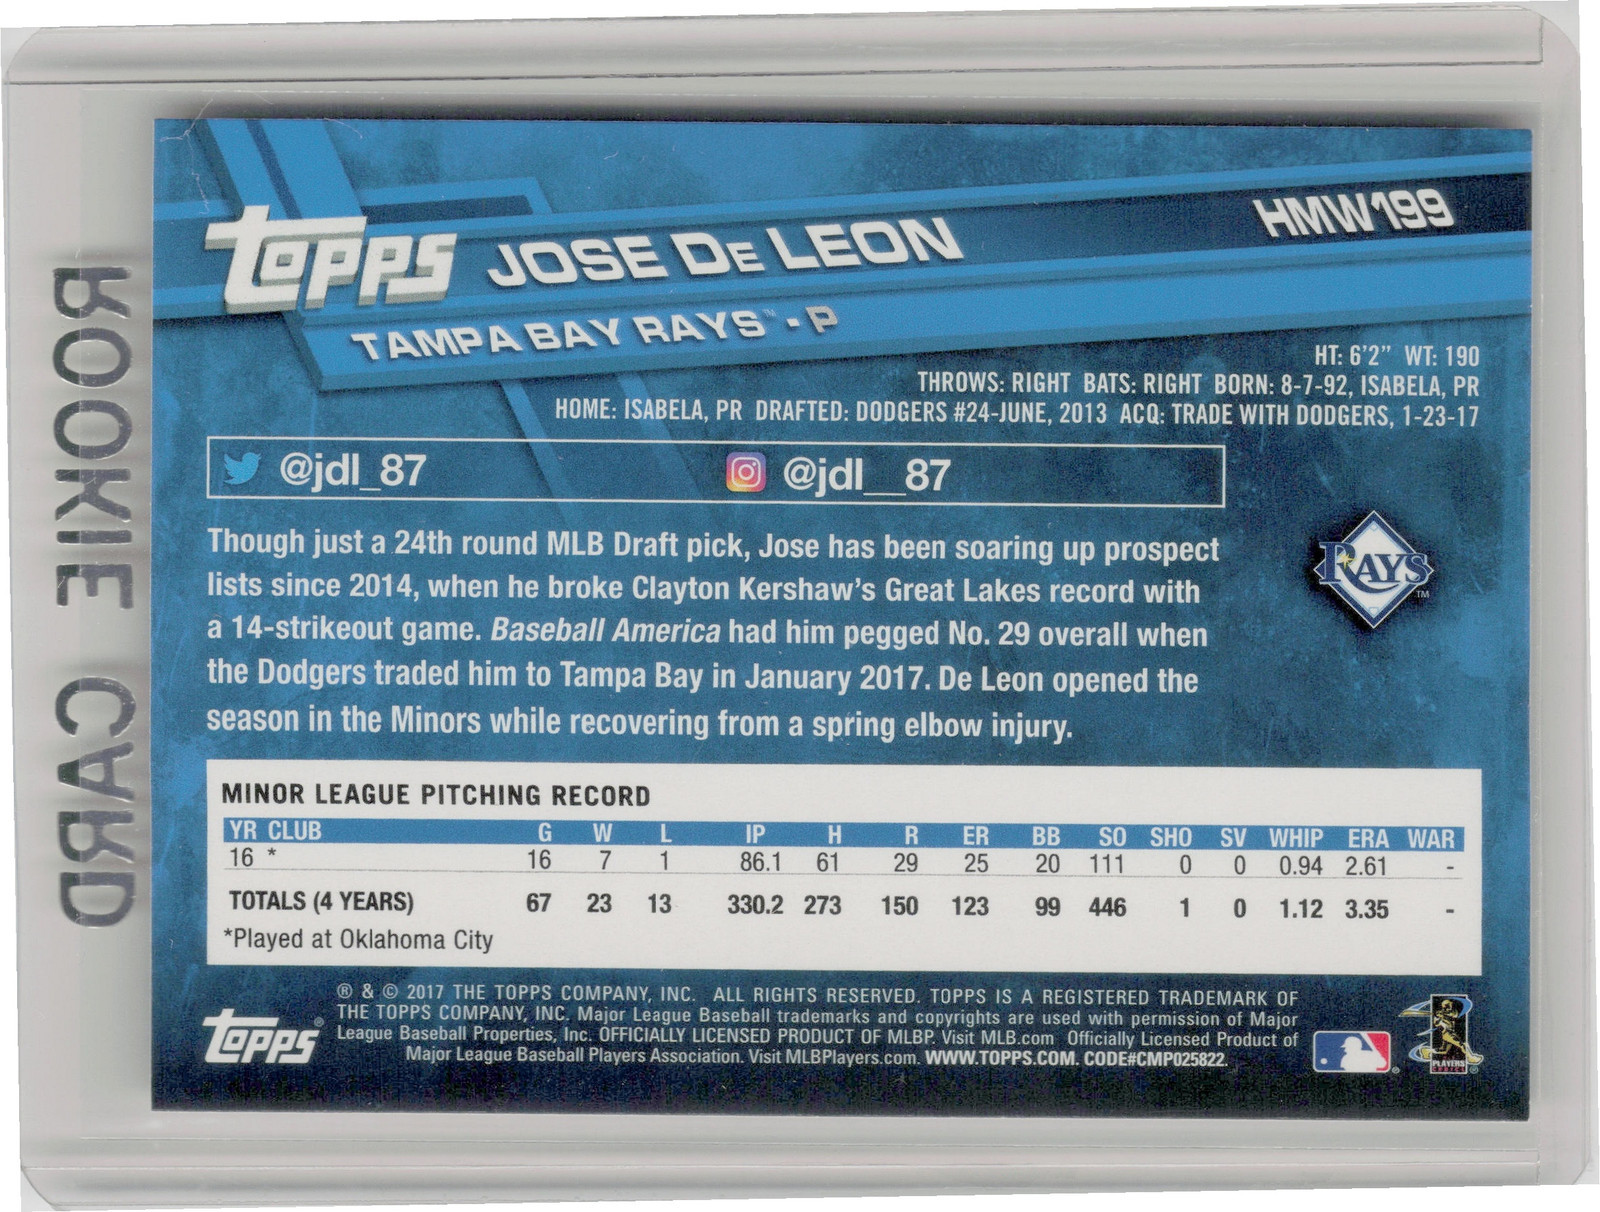 ROOKIE CARD
topps JOSE DE LEON HMW199
TAMPA BAY RAYS™ • P
HT: 6'2" WT: 190
THROWS: RIGHT BATS: RIGHT BORN: 8-7-92, ISABELA, PR
HOME: ISABELA, PR DRAFTED: DODGERS #24-JUNE, 2013 ACQ: TRADE WITH DODGERS, 1-23-17
@jdl_87 @jdl__87
Though just a 24th round MLB Draft pick, Jose has been soaring up prospect
lists since 2014, when he broke Clayton Kershaw's Great Lakes record with
a 14-strikeout game. Baseball America had him pegged No. 29 overall when
the Dodgers traded him to Tampa Bay in January 2017. De Leon opened the
season in the Minors while recovering from a spring elbow injury.
RAYS™
MINOR LEAGUE PITCHING RECORD
YR CLUB G W L IP H R ER BB SO SHO SV WHIP ERA WAR
16 * 16 7 1 86.1 61 29 25 20 111 0 0 0.94 2.61 -
TOTALS (4 YEARS) 67 23 13 330.2 273 150 123 99 446 1 0 1.12 3.35 -
*Played at Oklahoma City
® & © 2017 THE TOPPS COMPANY, INC. ALL RIGHTS RESERVED. TOPPS IS A REGISTERED TRADEMARK OF
THE TOPPS COMPANY, INC. Major League Baseball trademarks and copyrights are used with permission of Major
League Baseball Properties, Inc. OFFICIALLY LICENSED PRODUCT OF MLBP. Visit MLB.com Officially Licensed Product of
Major League Baseball Players Association. Visit MLBPlayers.com. WWW.TOPPS.COM. CODE#CMP025822.
topps®
PLAYERS
CHOICE ®